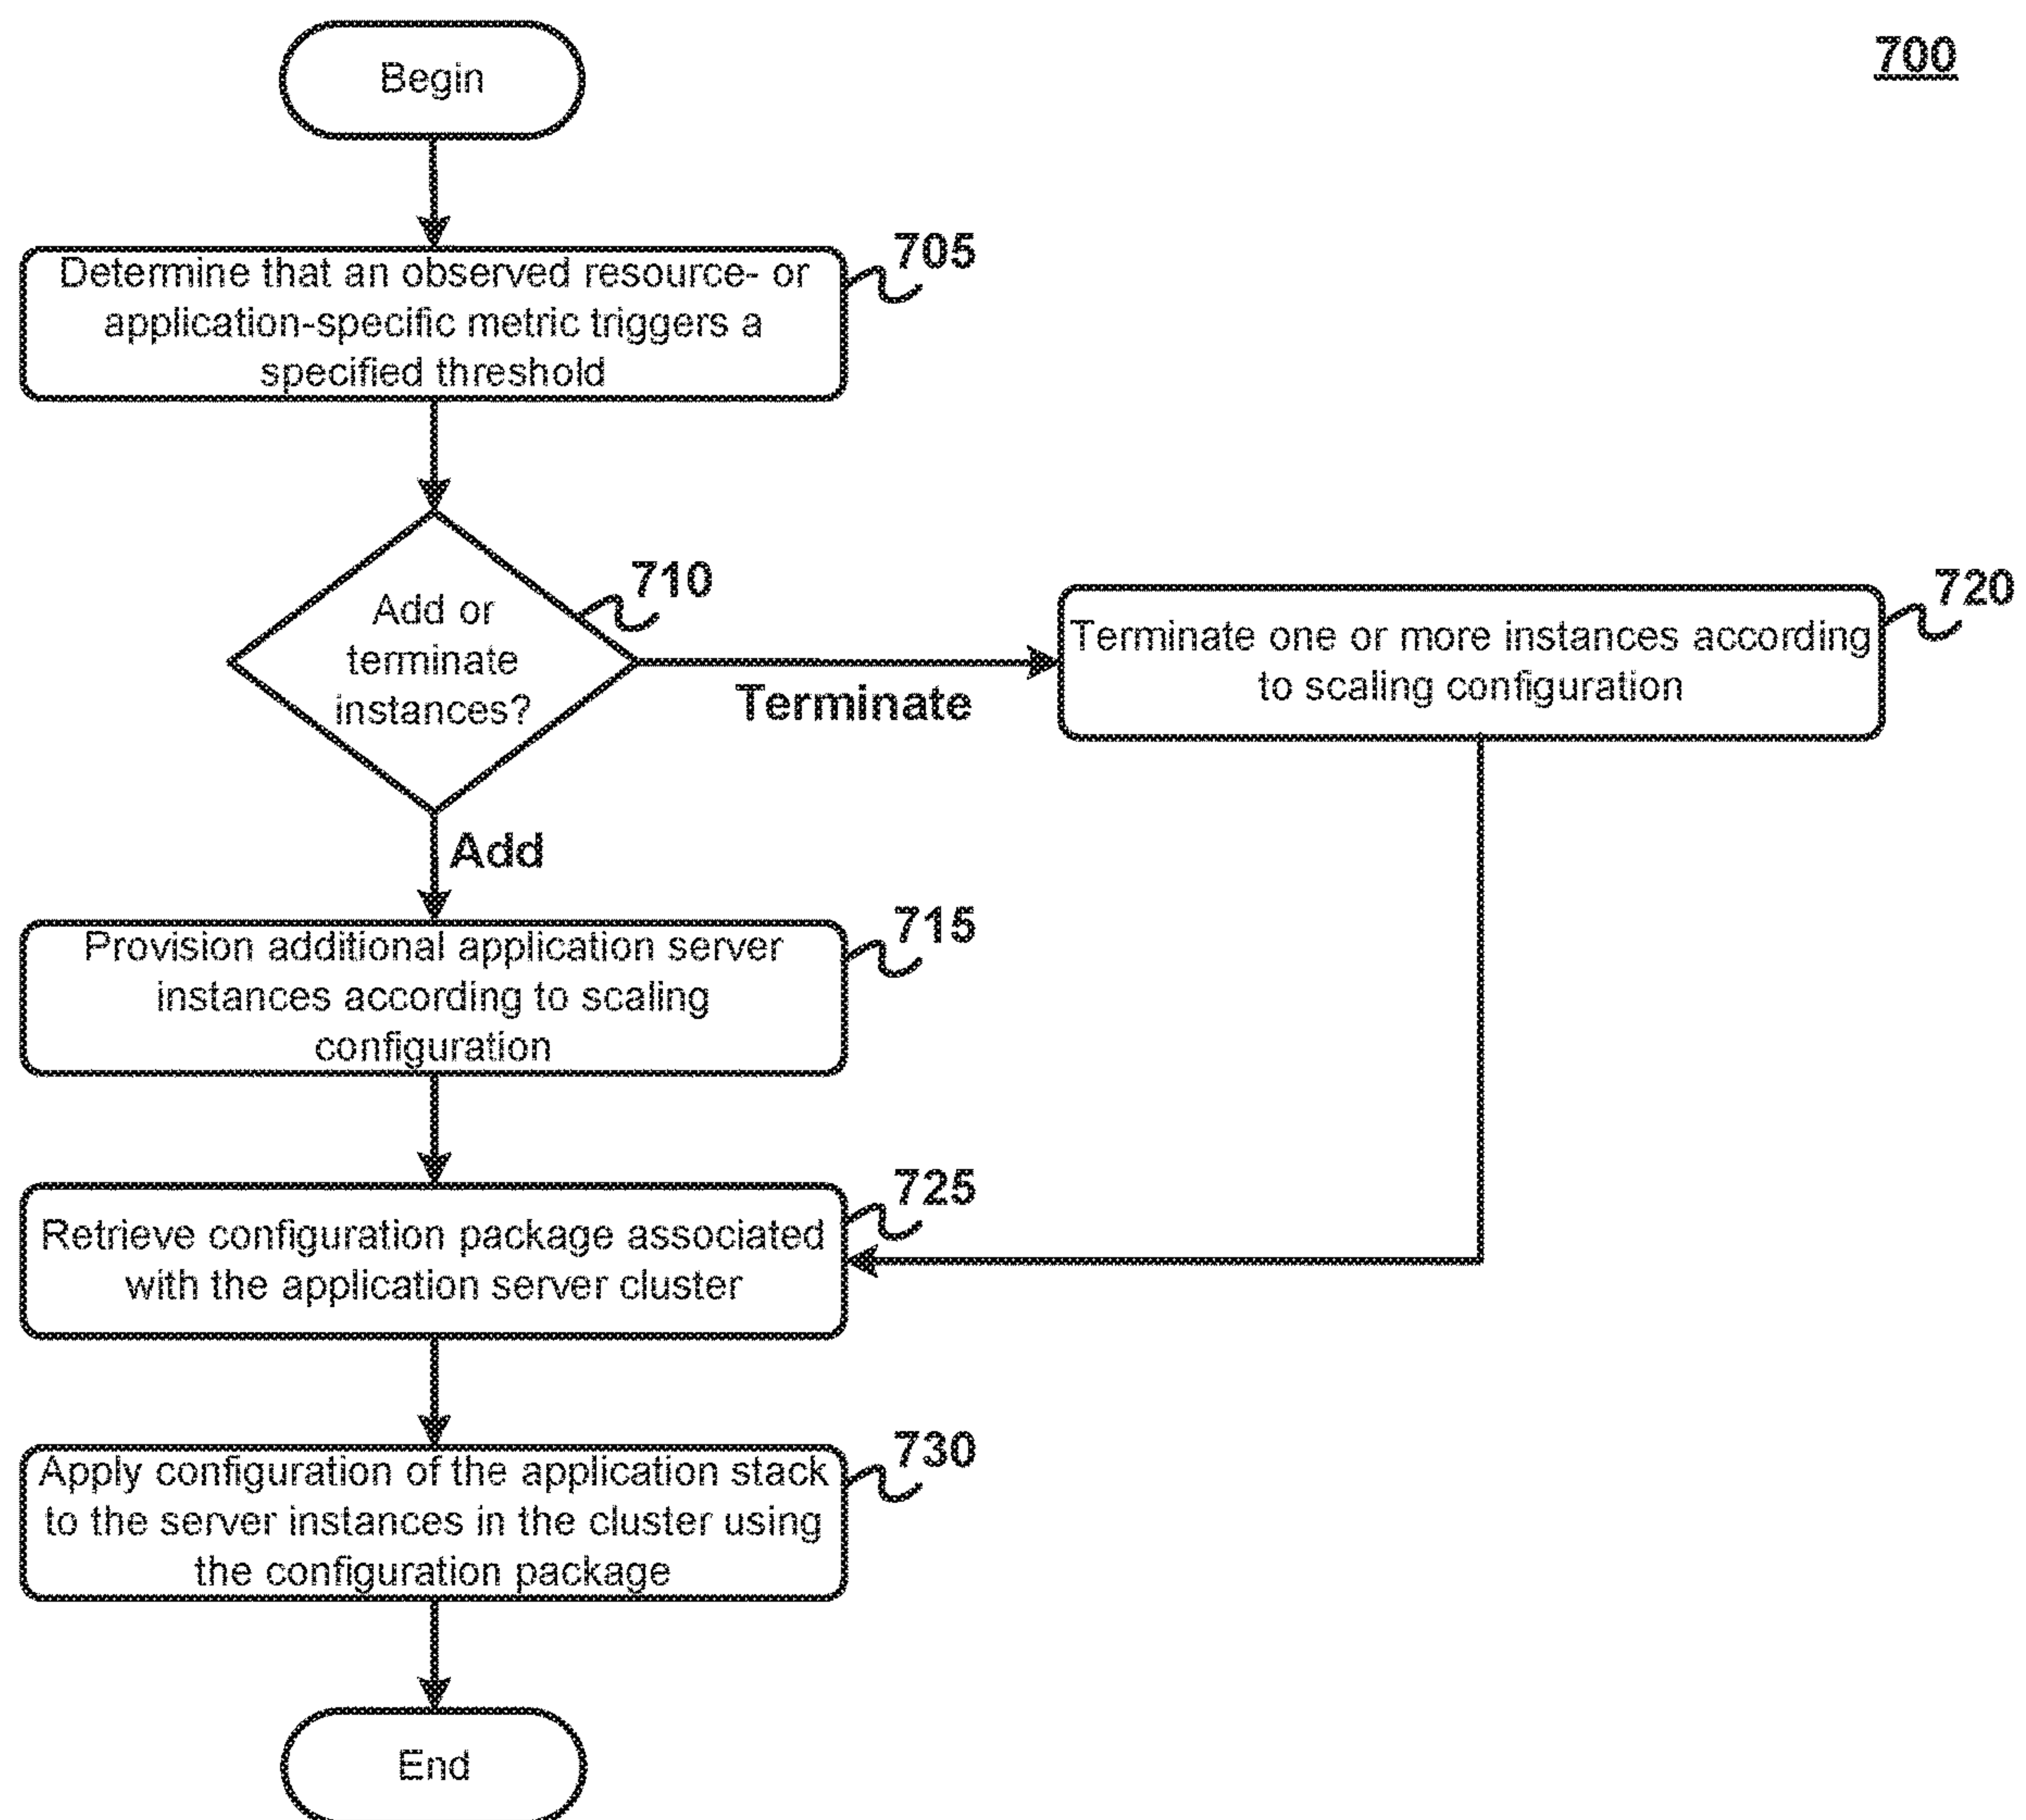 700
Begin
705
Determine that an observed resource- or
application-specific metric triggers a
specified threshold
710
Add or
terminate
instances?
Terminate
720
Terminate one or more instances according
to scaling configuration
Add
715
Provision additional application server
instances according to scaling
configuration
725
Retrieve configuration package associated
with the application server cluster
730
Apply configuration of the application stack
to the server instances in the cluster using
the configuration package
End